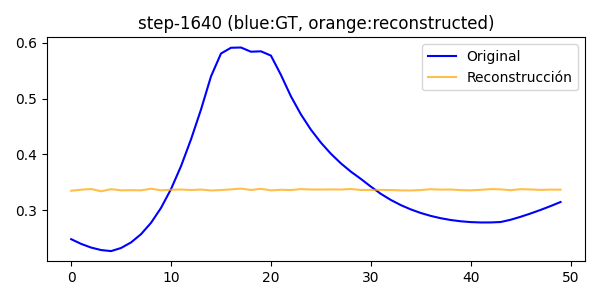 step-1640 (blue:GT, orange:reconstructed)
0.6
0.5
0.4
0.3
0 10 20 30 40 50
Original
Reconstrucción